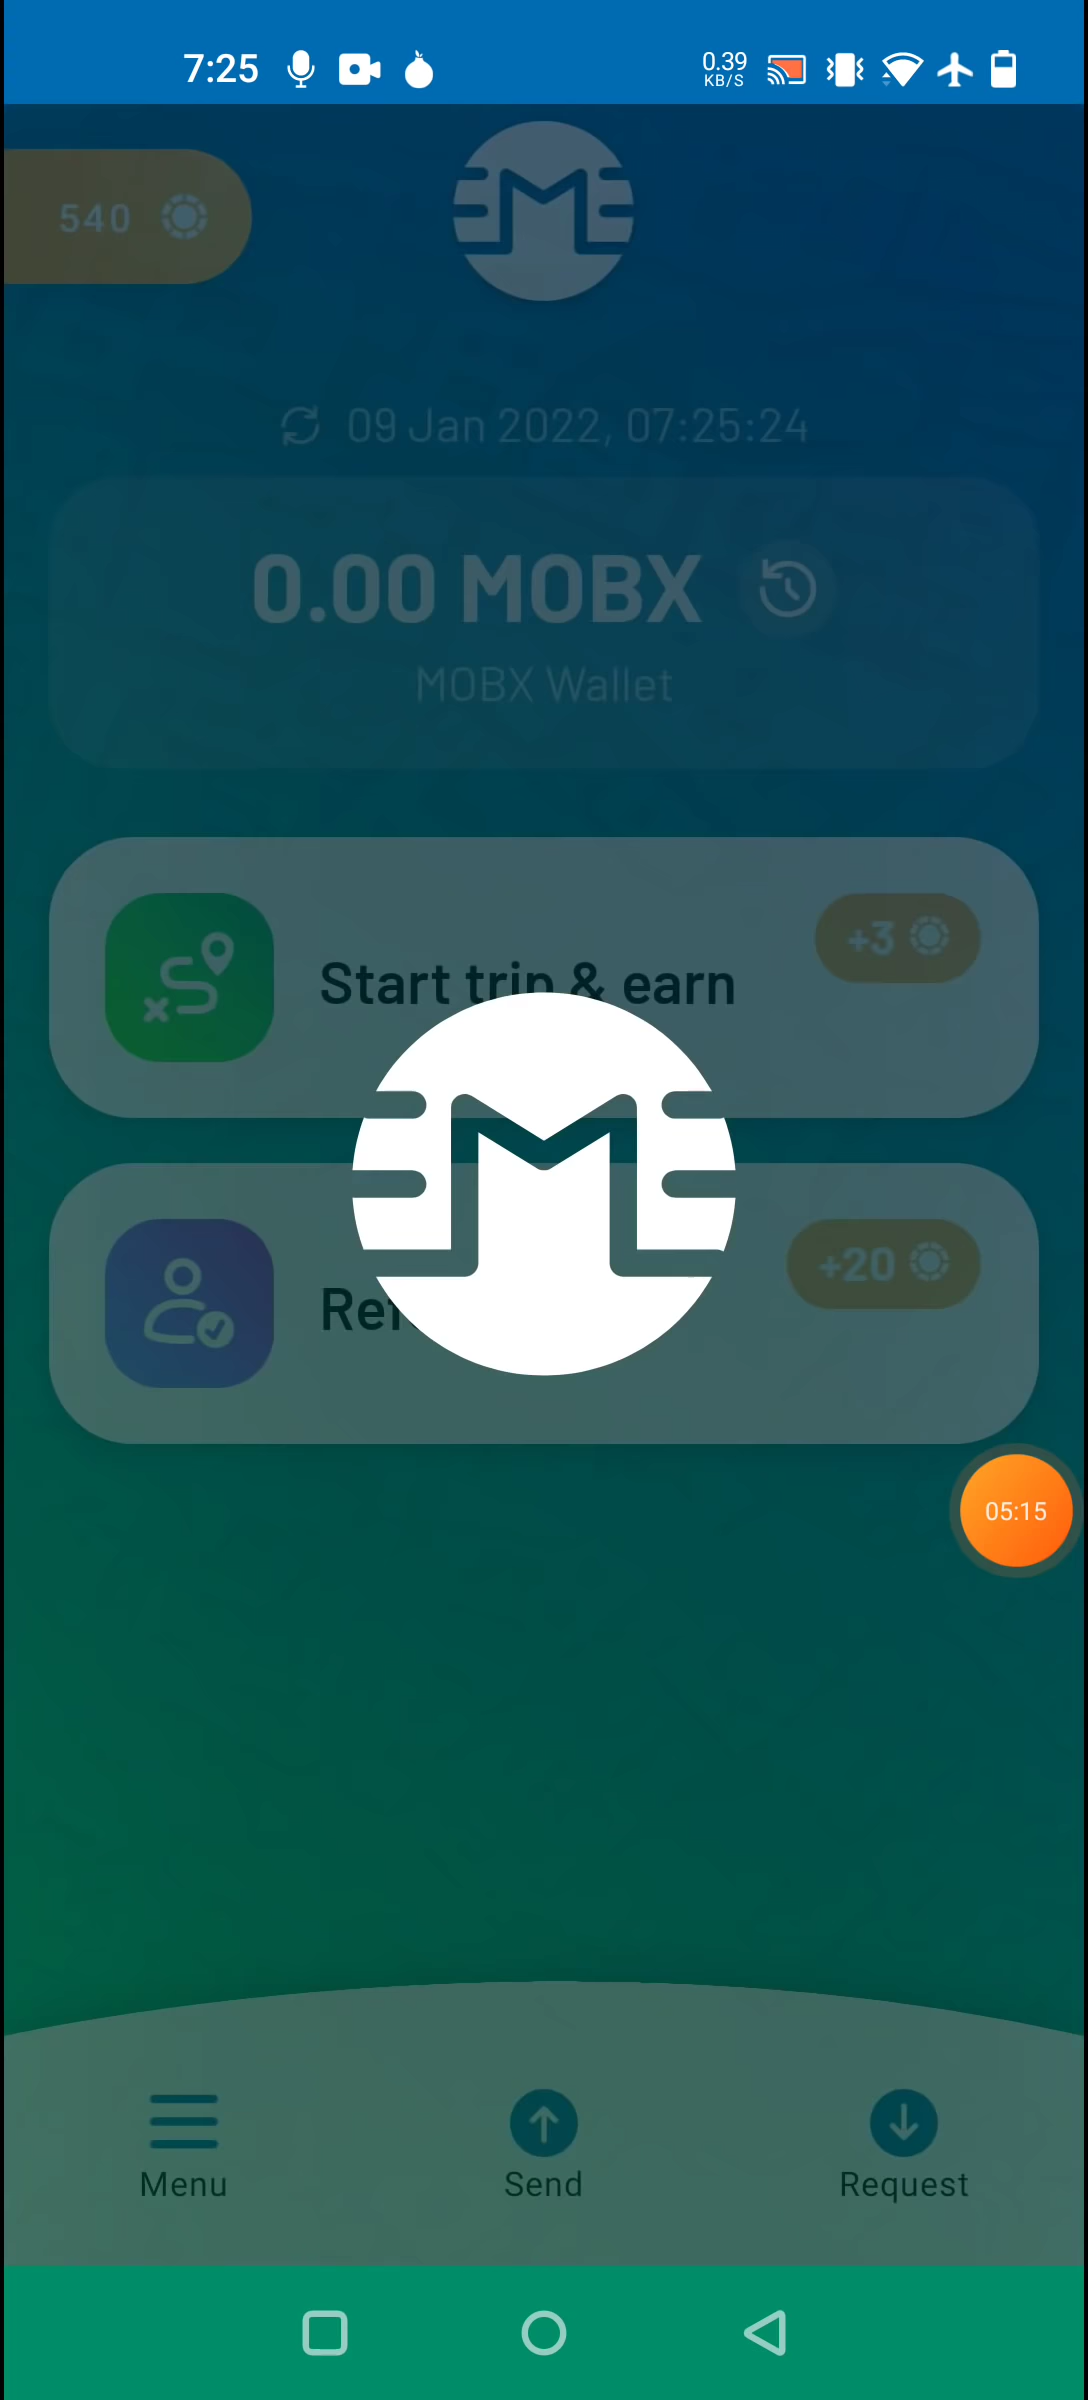 7:25
0.39
KB/S
540
09 Jan 2022, 07:25:24
0.00 MOBX
MOBX Wallet
+3
Start trip & earn
+20
Ref
05:15
Menu
Send
Request